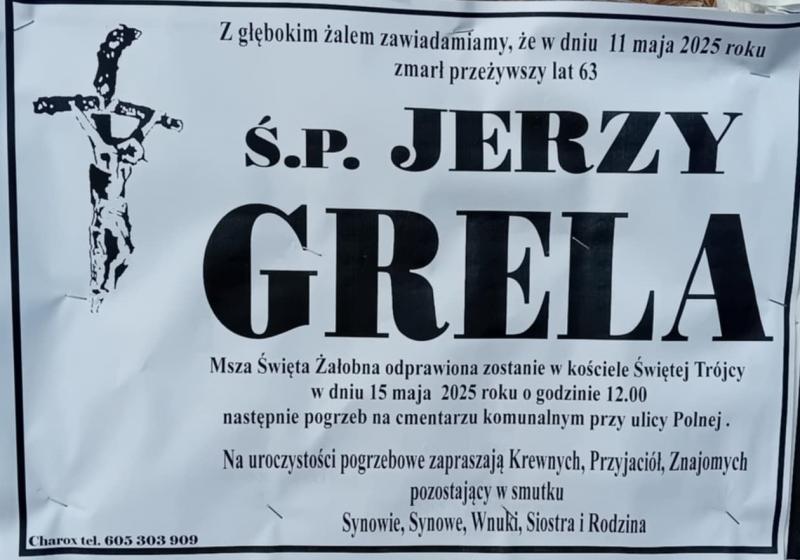 Z głębokim żalem zawiadamiamy, że w dniu 11 maja 2025 roku
zmarł przeżywszy lat 63
Ś.P. JERZY
GRELA
Msza Święta Żałobna odprawiona zostanie w kościele Świętej Trójcy
w dniu 15 maja 2025 roku o godzinie 12.00
następnie pogrzeb na cmentarzu komunalnym przy ulicy Polnej .
Na uroczystości pogrzebowe zapraszają Krewnych, Przyjaciół, Znajomych
pozostający w smutku
Synowie, Synowe, Wnuki, Siostra i Rodzina
Charox tel. 605 303 909